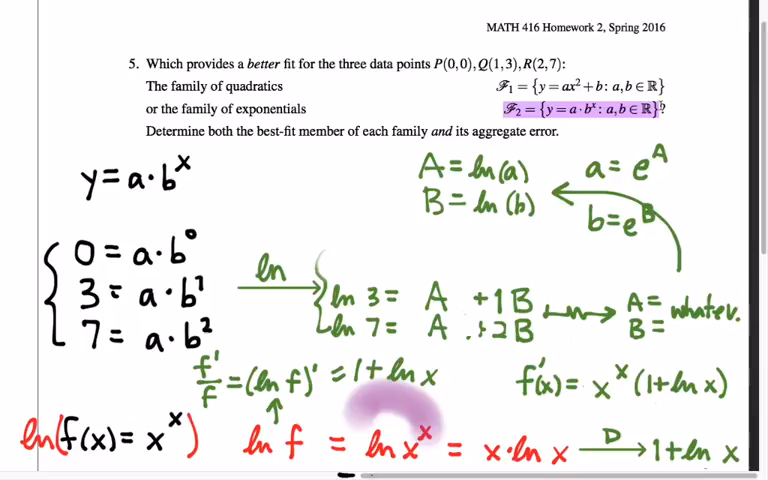 MATH 416 Homework 2, Spring 2016
5. Which provides a better fit for the three data points P(0,0), Q(1,3), R(2,7):
The family of quadratics ℱ₁ = {y = ax² + b : a, b ∈ ℝ}
or the family of exponentials ℱ₂ = {y = a · bˣ : a, b ∈ ℝ}?
Determine both the best-fit member of each family and its aggregate error.
y = a · bˣ
A = ln(a) a = e^A
B = ln(b) b = e^B
0 = a · b⁰
3 = a · b¹ ln → ln 3 = A + 1B → A = whatev.
7 = a · b² ln 7 = A + 2B B =
f'/f = (ln f)' = 1 + ln x f'(x) = xˣ (1 + ln x)
ln(f(x) = xˣ) ln f = ln xˣ = x · ln x D → 1 + ln x